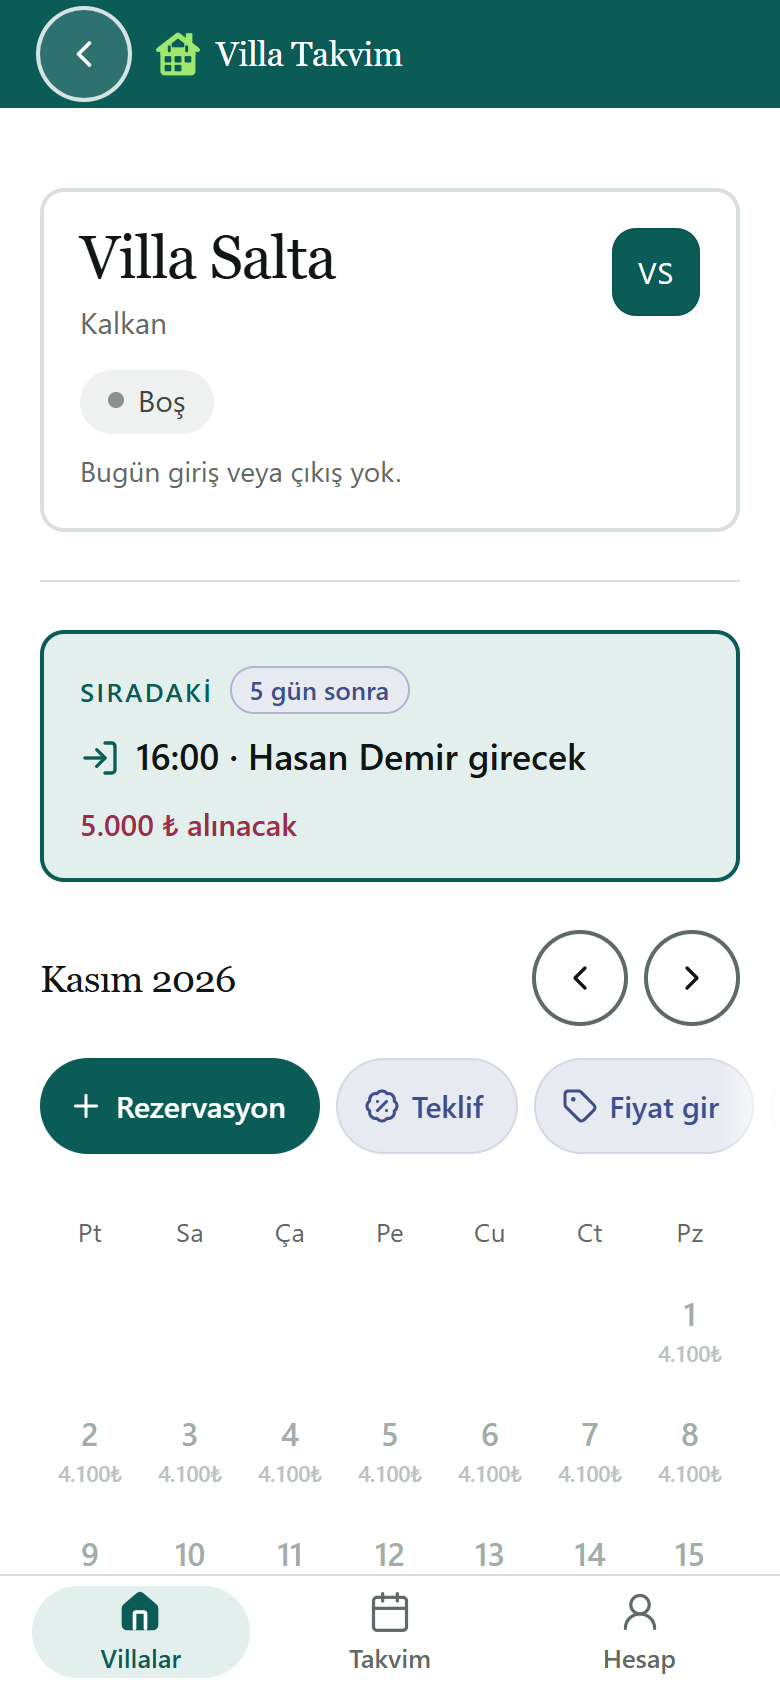 Villa Takvim
Villa Salta
VS
Kalkan
Boş
Bugün giriş veya çıkış yok.
SIRADAKİ 5 gün sonra
16:00 · Hasan Demir girecek
5.000 ₺ alınacak
Kasım 2026
Rezervasyon Teklif Fiyat gir
Pt Sa Ça Pe Cu Ct Pz
1
4.100₺
2 3 4 5 6 7 8
4.100₺ 4.100₺ 4.100₺ 4.100₺ 4.100₺ 4.100₺ 4.100₺
9 10 11 12 13 14 15
Villalar Takvim Hesap